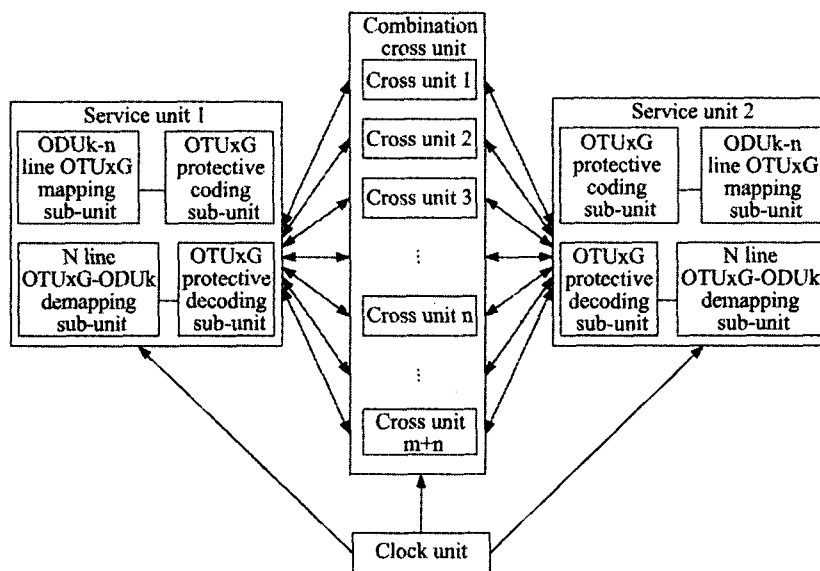 Combination
cross unit
Cross unit 1
Cross unit 2
Cross unit 3
⋮
Cross unit n
⋮
Cross unit
m+n
Service unit 1
ODUk-n
line OTUxG
mapping
sub-unit
OTUxG
protective
coding
sub-unit
N line
OTUxG-ODUk
demapping
sub-unit
OTUxG
protective
decoding
sub-unit
Service unit 2
OTUxG
protective
coding
sub-unit
ODUk-n
line OTUxG
mapping
sub-unit
OTUxG
protective
decoding
sub-unit
N line
OTUxG-ODUk
demapping
sub-unit
Clock unit